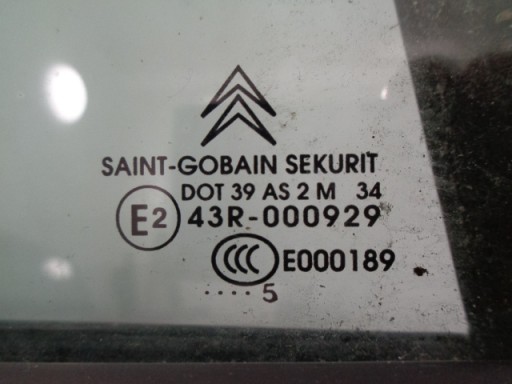 SAINT-GOBAIN SEKURIT
DOT 39 AS 2 M 34
E2 43R-000929
CCC E000189
.... 5